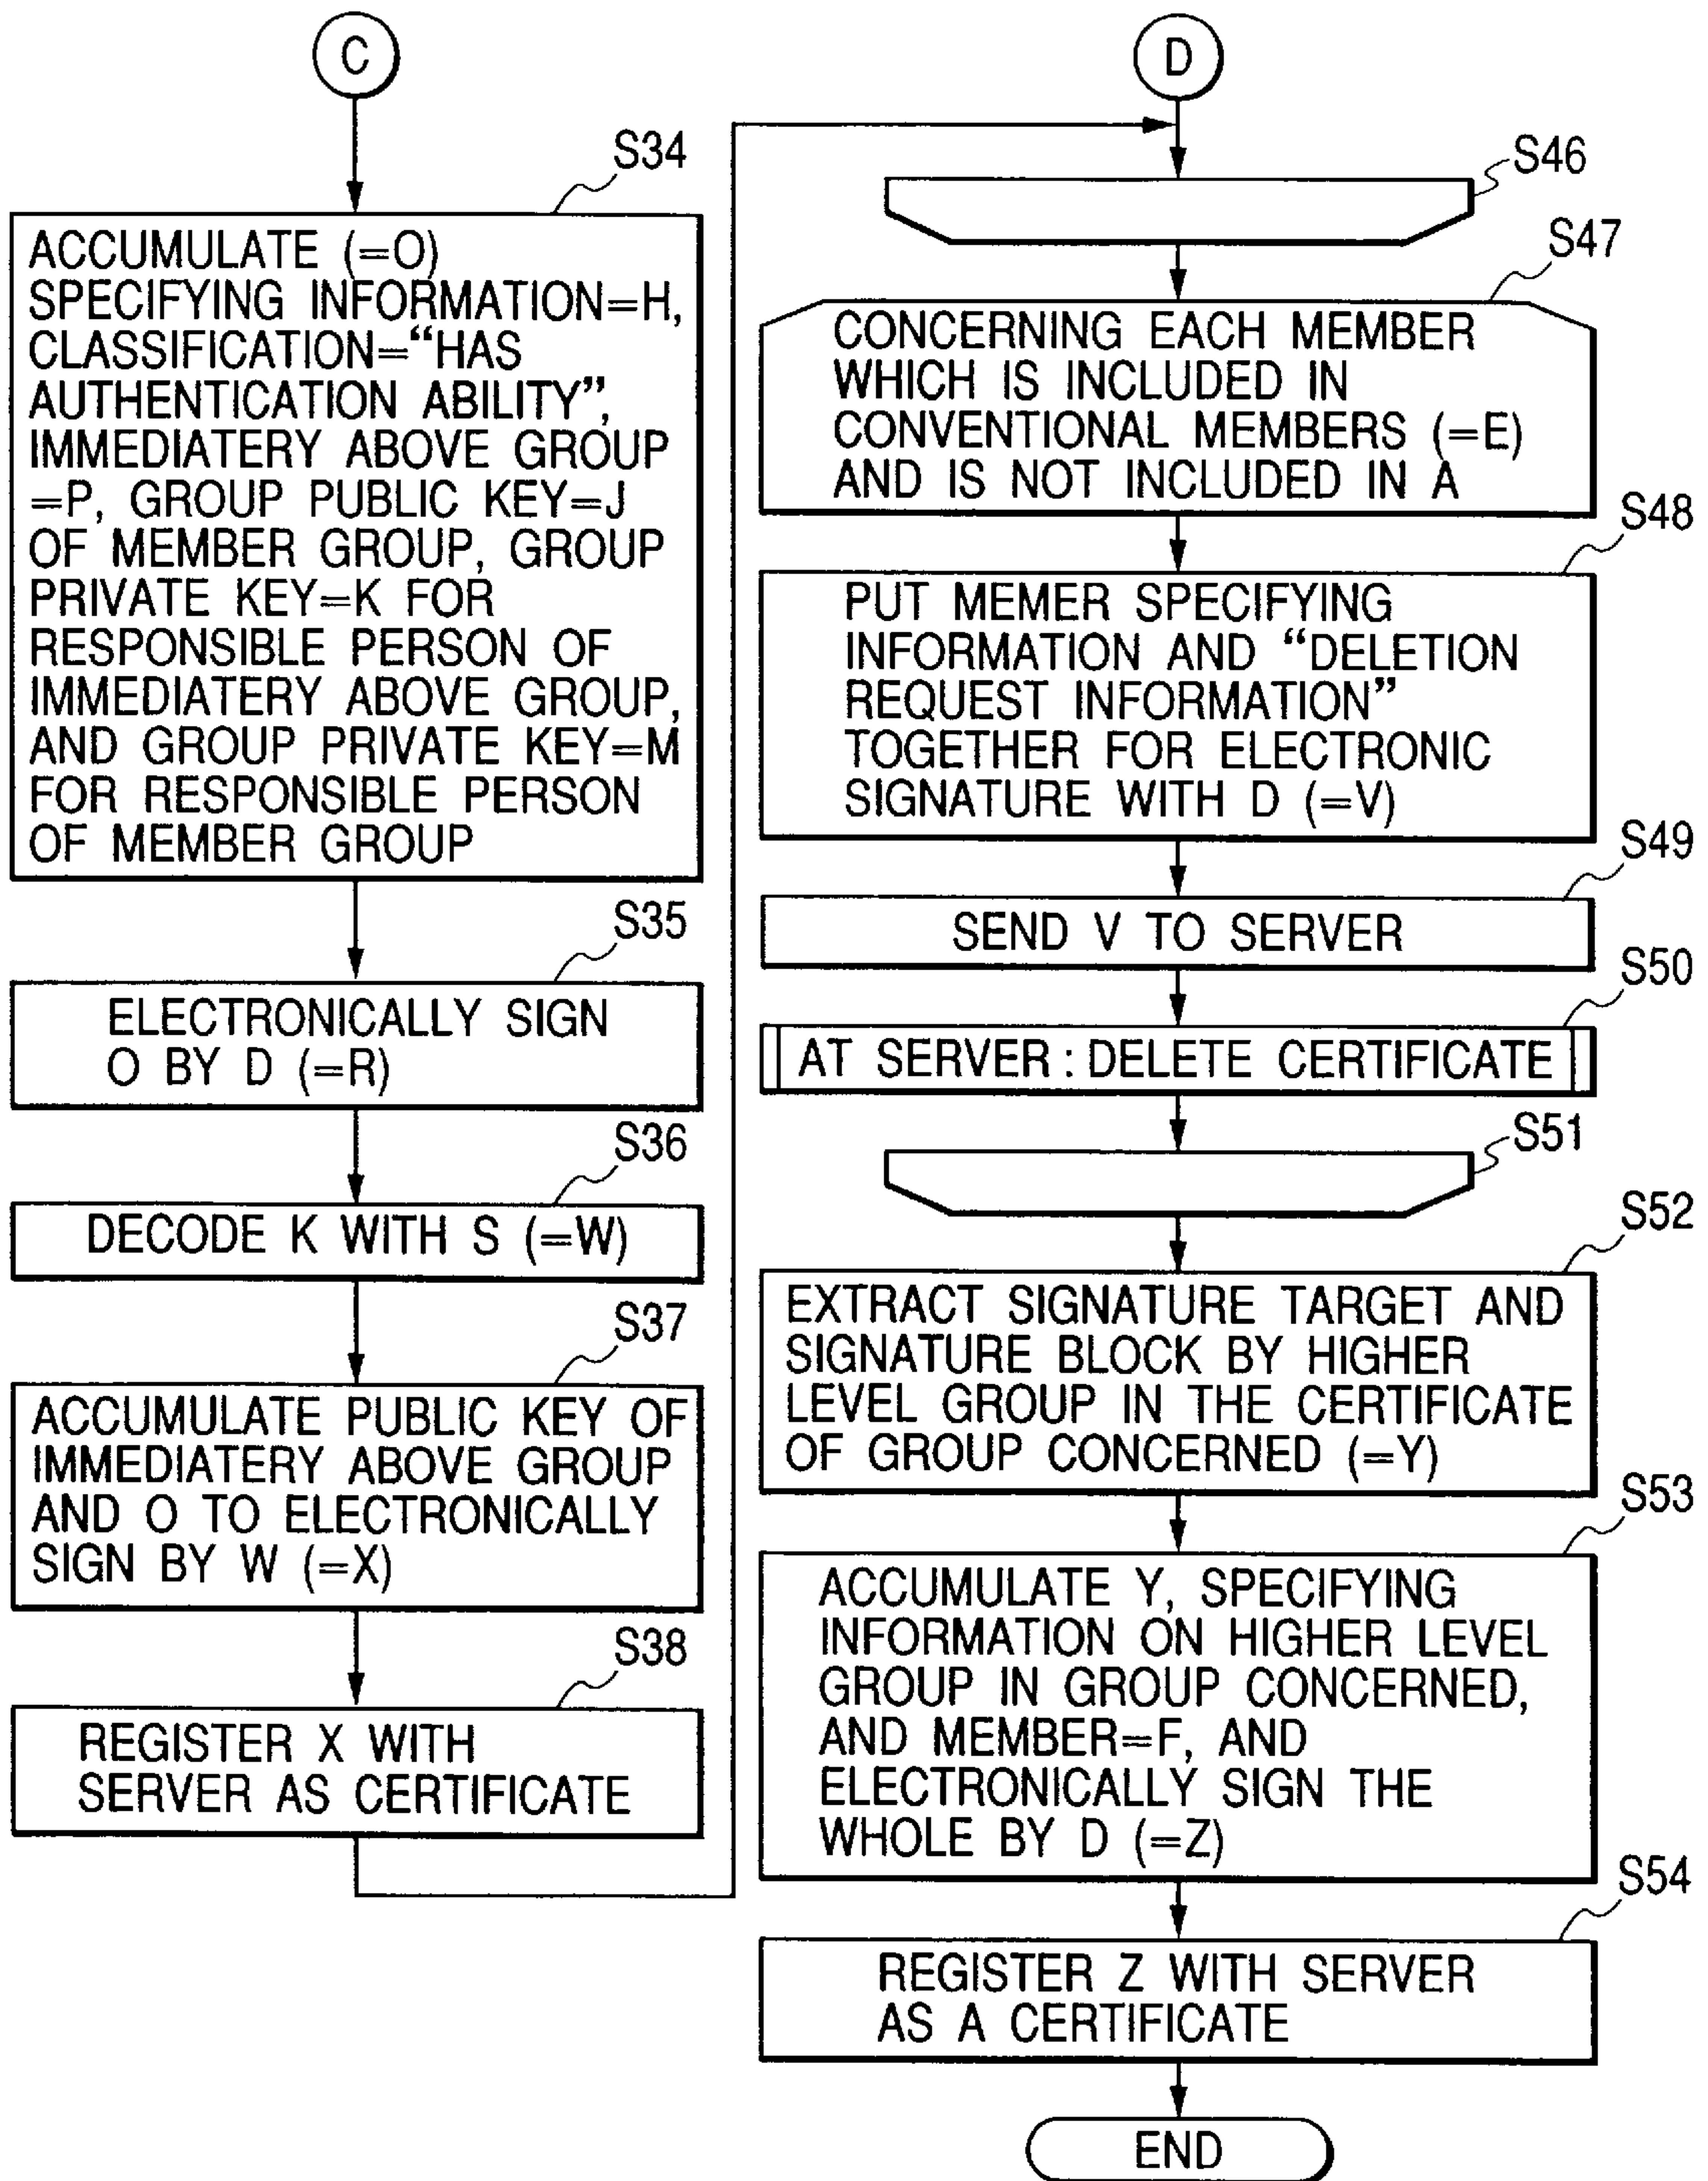 C
S34
ACCUMULATE (=O)
SPECIFYING INFORMATION=H,
CLASSIFICATION="HAS
AUTHENTICATION ABILITY",
IMMEDIATERY ABOVE GROUP
=P, GROUP PUBLIC KEY=J
OF MEMBER GROUP, GROUP
PRIVATE KEY=K FOR
RESPONSIBLE PERSON OF
IMMEDIATERY ABOVE GROUP,
AND GROUP PRIVATE KEY=M
FOR RESPONSIBLE PERSON
OF MEMBER GROUP
S35
ELECTRONICALLY SIGN
O BY D (=R)
S36
DECODE K WITH S (=W)
S37
ACCUMULATE PUBLIC KEY OF
IMMEDIATERY ABOVE GROUP
AND O TO ELECTRONICALLY
SIGN BY W (=X)
S38
REGISTER X WITH
SERVER AS CERTIFICATE
D
S46
S47
CONCERNING EACH MEMBER
WHICH IS INCLUDED IN
CONVENTIONAL MEMBERS (=E)
AND IS NOT INCLUDED IN A
S48
PUT MEMER SPECIFYING
INFORMATION AND "DELETION
REQUEST INFORMATION"
TOGETHER FOR ELECTRONIC
SIGNATURE WITH D (=V)
S49
SEND V TO SERVER
S50
AT SERVER : DELETE CERTIFICATE
S51
S52
EXTRACT SIGNATURE TARGET AND
SIGNATURE BLOCK BY HIGHER
LEVEL GROUP IN THE CERTIFICATE
OF GROUP CONCERNED (=Y)
S53
ACCUMULATE Y, SPECIFYING
INFORMATION ON HIGHER LEVEL
GROUP IN GROUP CONCERNED,
AND MEMBER=F, AND
ELECTRONICALLY SIGN THE
WHOLE BY D (=Z)
S54
REGISTER Z WITH SERVER
AS A CERTIFICATE
END